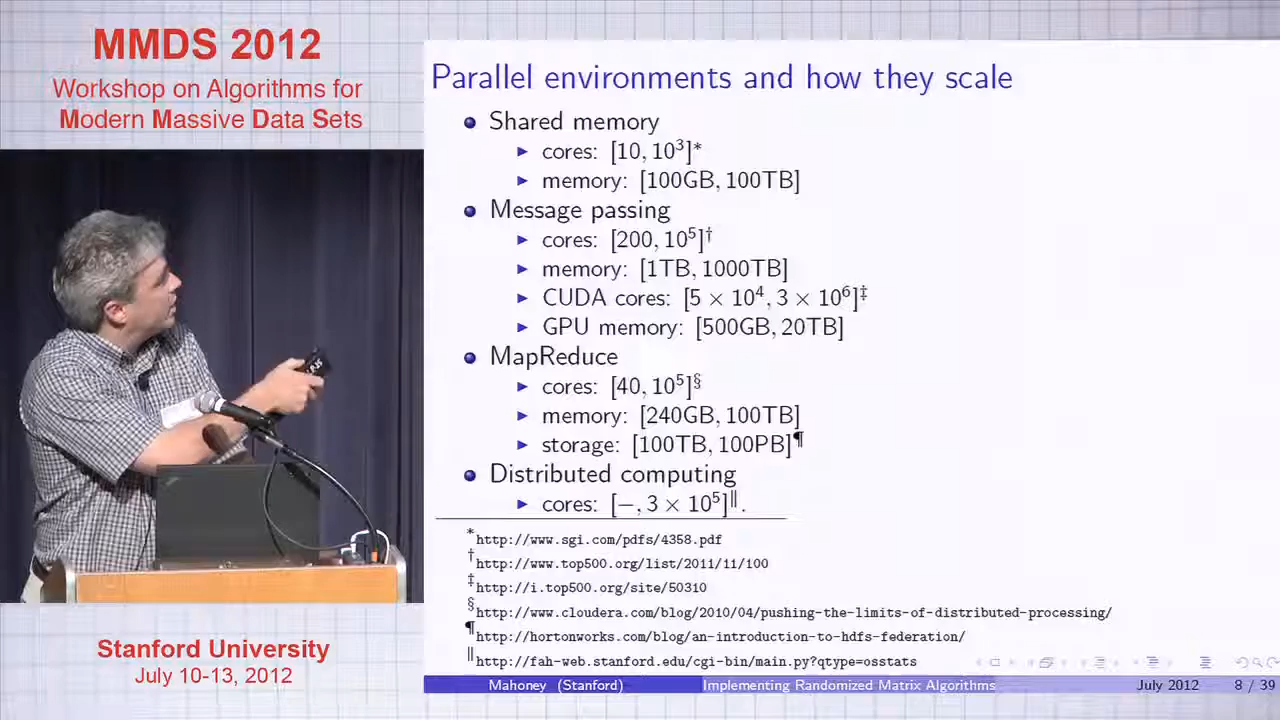 MMDS 2012
Workshop on Algorithms for
Modern Massive Data Sets
Parallel environments and how they scale
Shared memory
cores: [10, 10³]*
memory: [100GB, 100TB]
Message passing
cores: [200, 10⁵]†
memory: [1TB, 1000TB]
CUDA cores: [5 × 10⁴, 3 × 10⁶]‡
GPU memory: [500GB, 20TB]
MapReduce
cores: [40, 10⁵]§
memory: [240GB, 100TB]
storage: [100TB, 100PB]¶
Distributed computing
cores: [−, 3 × 10⁵]‖.
*http://www.sgi.com/pdfs/4358.pdf
†http://www.top500.org/list/2011/11/100
‡http://i.top500.org/site/50310
§http://www.cloudera.com/blog/2010/04/pushing-the-limits-of-distributed-processing/
¶http://hortonworks.com/blog/an-introduction-to-hdfs-federation/
‖http://fah-web.stanford.edu/cgi-bin/main.py?qtype=osstats
Mahoney (Stanford) Implementing Randomized Matrix Algorithms July 2012 8 / 39
Stanford University
July 10-13, 2012